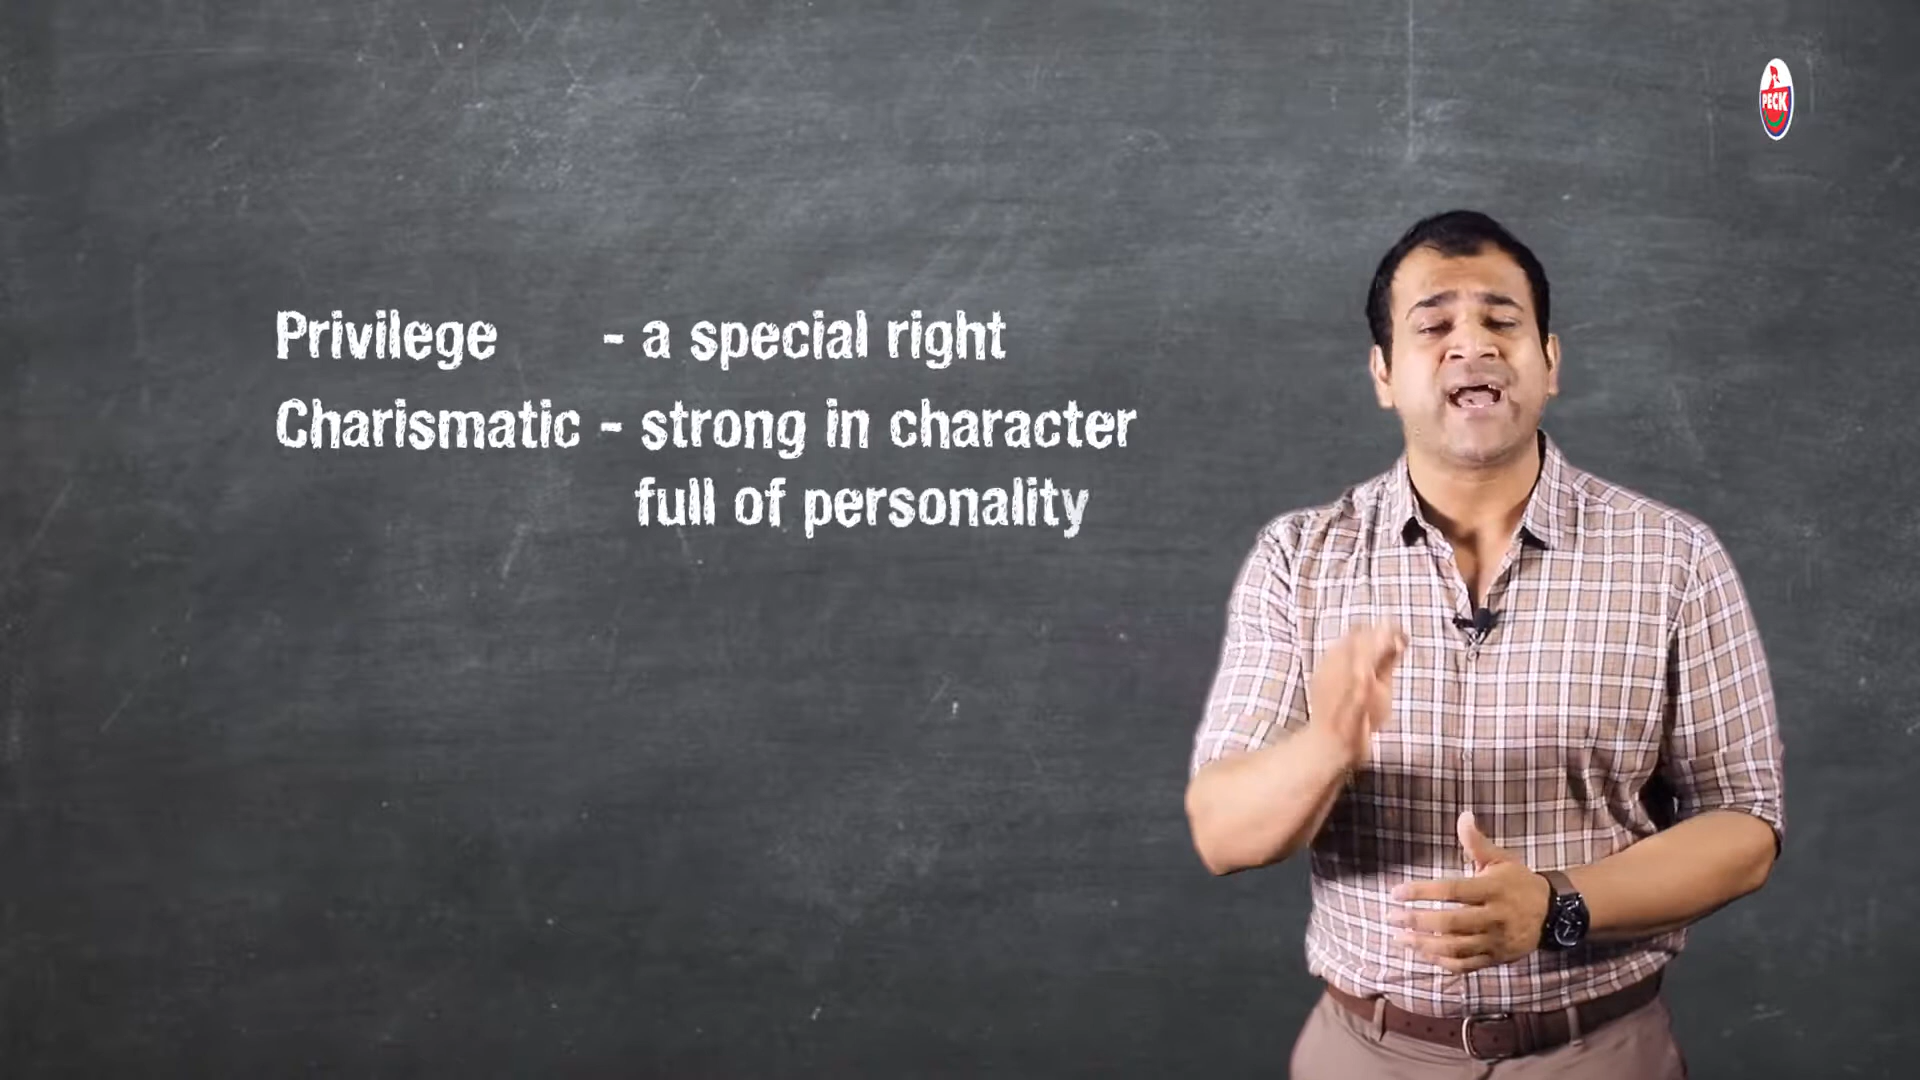 PECK
Privilege - a special right
Charismatic - strong in character
full of personality